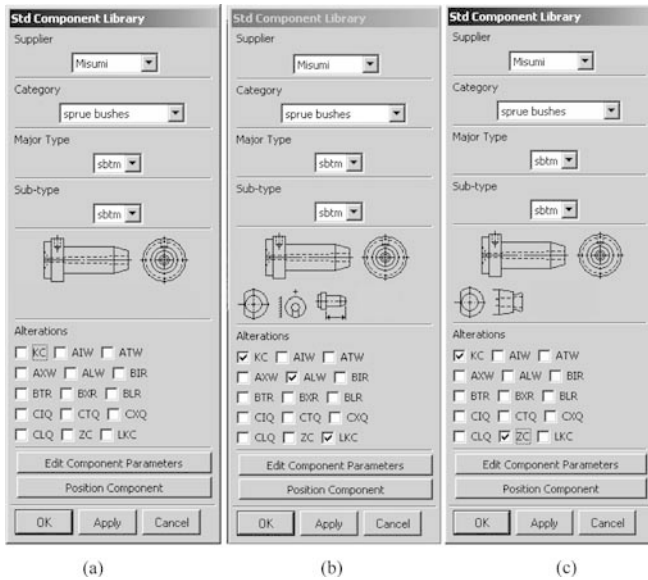 Std Component Library
Supplier
Misumi
Category
sprue bushes
Major Type
sbtm
Sub-type
sbtm
Alterations
KC AIW ATW
AXW ALW BIR
BTR BXR BLR
CIQ CTQ CXQ
CLQ ZC LKC
Edit Component Parameters
Position Component
OK Apply Cancel
(a)
Std Component Library
Supplier
Misumi
Category
sprue bushes
Major Type
sbtm
Sub-type
sbtm
Alterations
KC AIW ATW
AXW ALW BIR
BTR BXR BLR
CIQ CTQ CXQ
CLQ ZC LKC
Edit Component Parameters
Position Component
OK Apply Cancel
(b)
Std Component Library
Supplier
Misumi
Category
sprue bushes
Major Type
sbtm
Sub-type
sbtm
Alterations
KC AIW ATW
AXW ALW BIR
BTR BXR BLR
CIQ CTQ CXQ
CLQ ZC LKC
Edit Component Parameters
Position Component
OK Apply Cancel
(c)